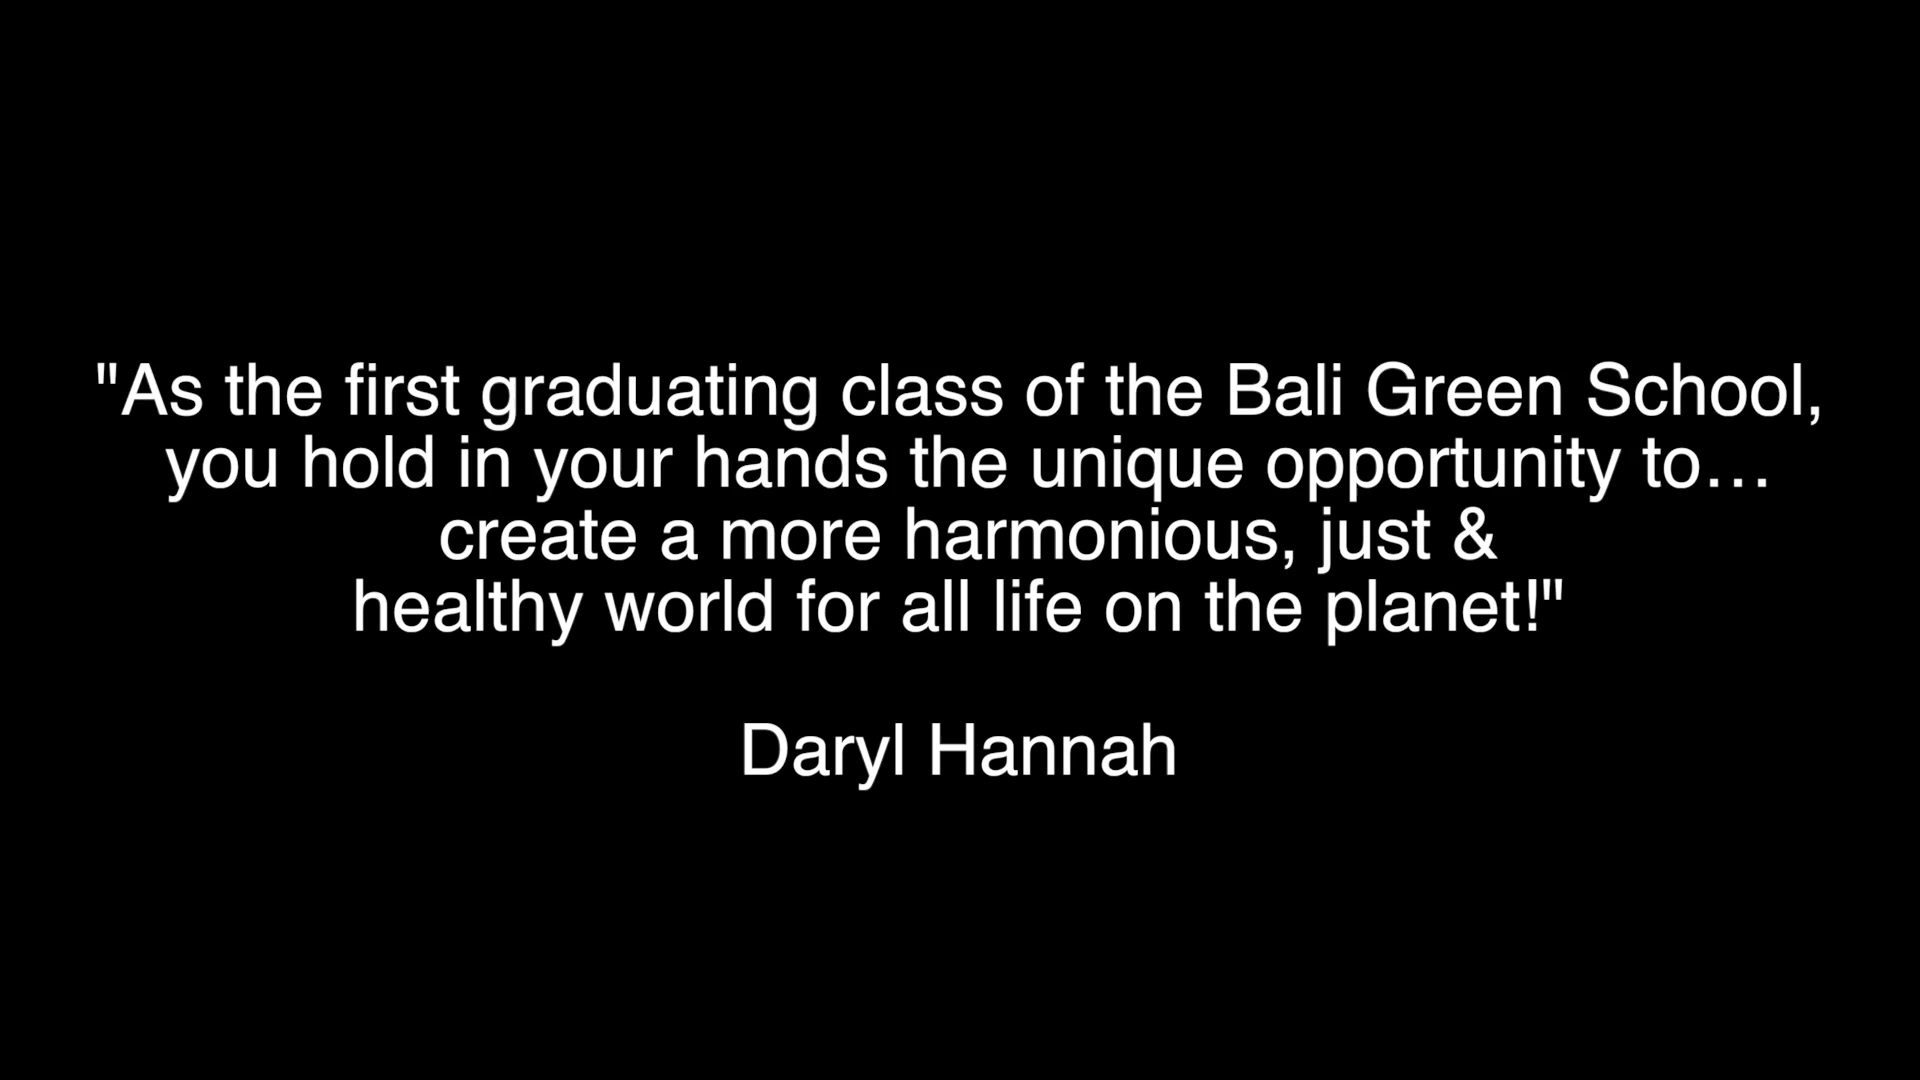 "As the first graduating class of the Bali Green School,
you hold in your hands the unique opportunity to…
create a more harmonious, just &
healthy world for all life on the planet!"
Daryl Hannah